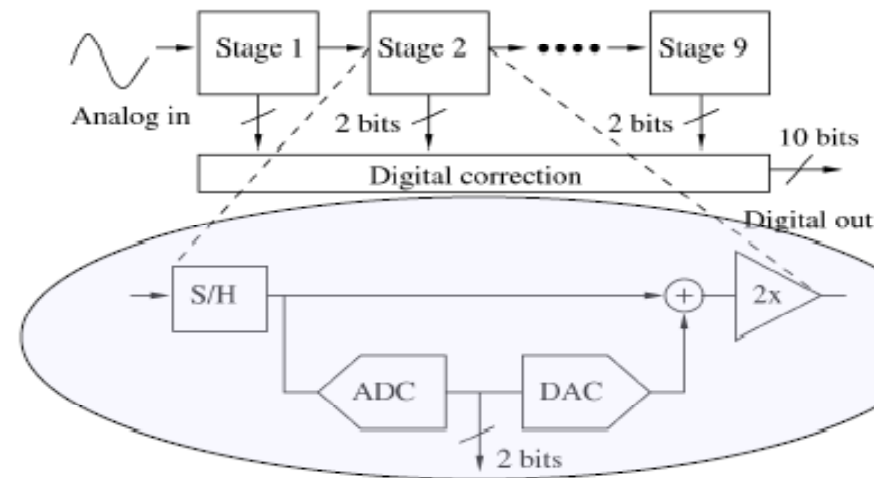 Stage 1
Stage 2
Stage 9
Analog in
2 bits
2 bits
10 bits
Digital correction
Digital out
S/H
+
2x
ADC
DAC
2 bits